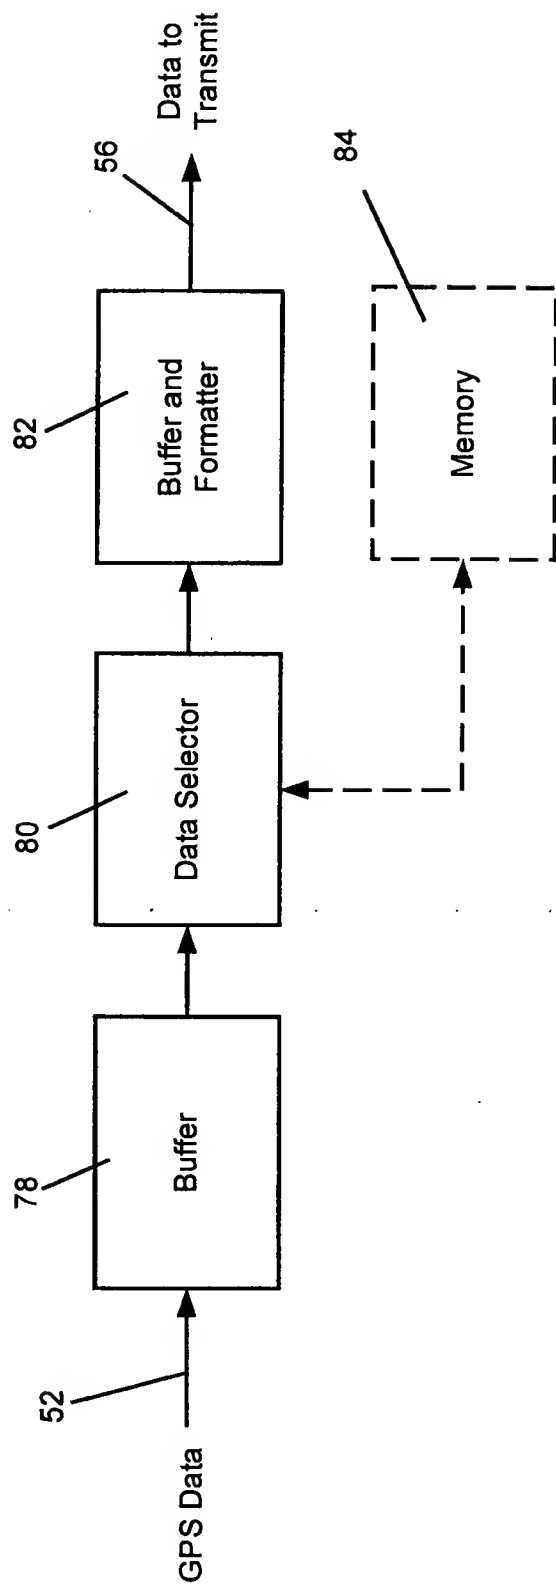 GPS Data
52
78
Buffer
80
Data Selector
82
Buffer and
Formatter
56
Data to
Transmit
84
Memory